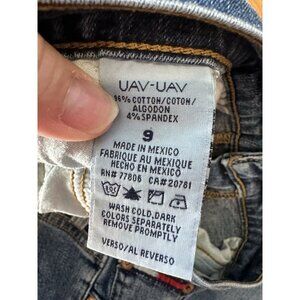 UAV-UAV
96% COTTON/COTON/
ALGODON
4% SPANDEX
9
MADE IN MEXICO
FABRIQUE AU MEXIQUE
HECHO EN MEXICO
RN# 77806 CA#20781
WASH COLD,DARK
COLORS SEPARATELY
REMOVE PROMPTLY
VERSO/AL REVERSO